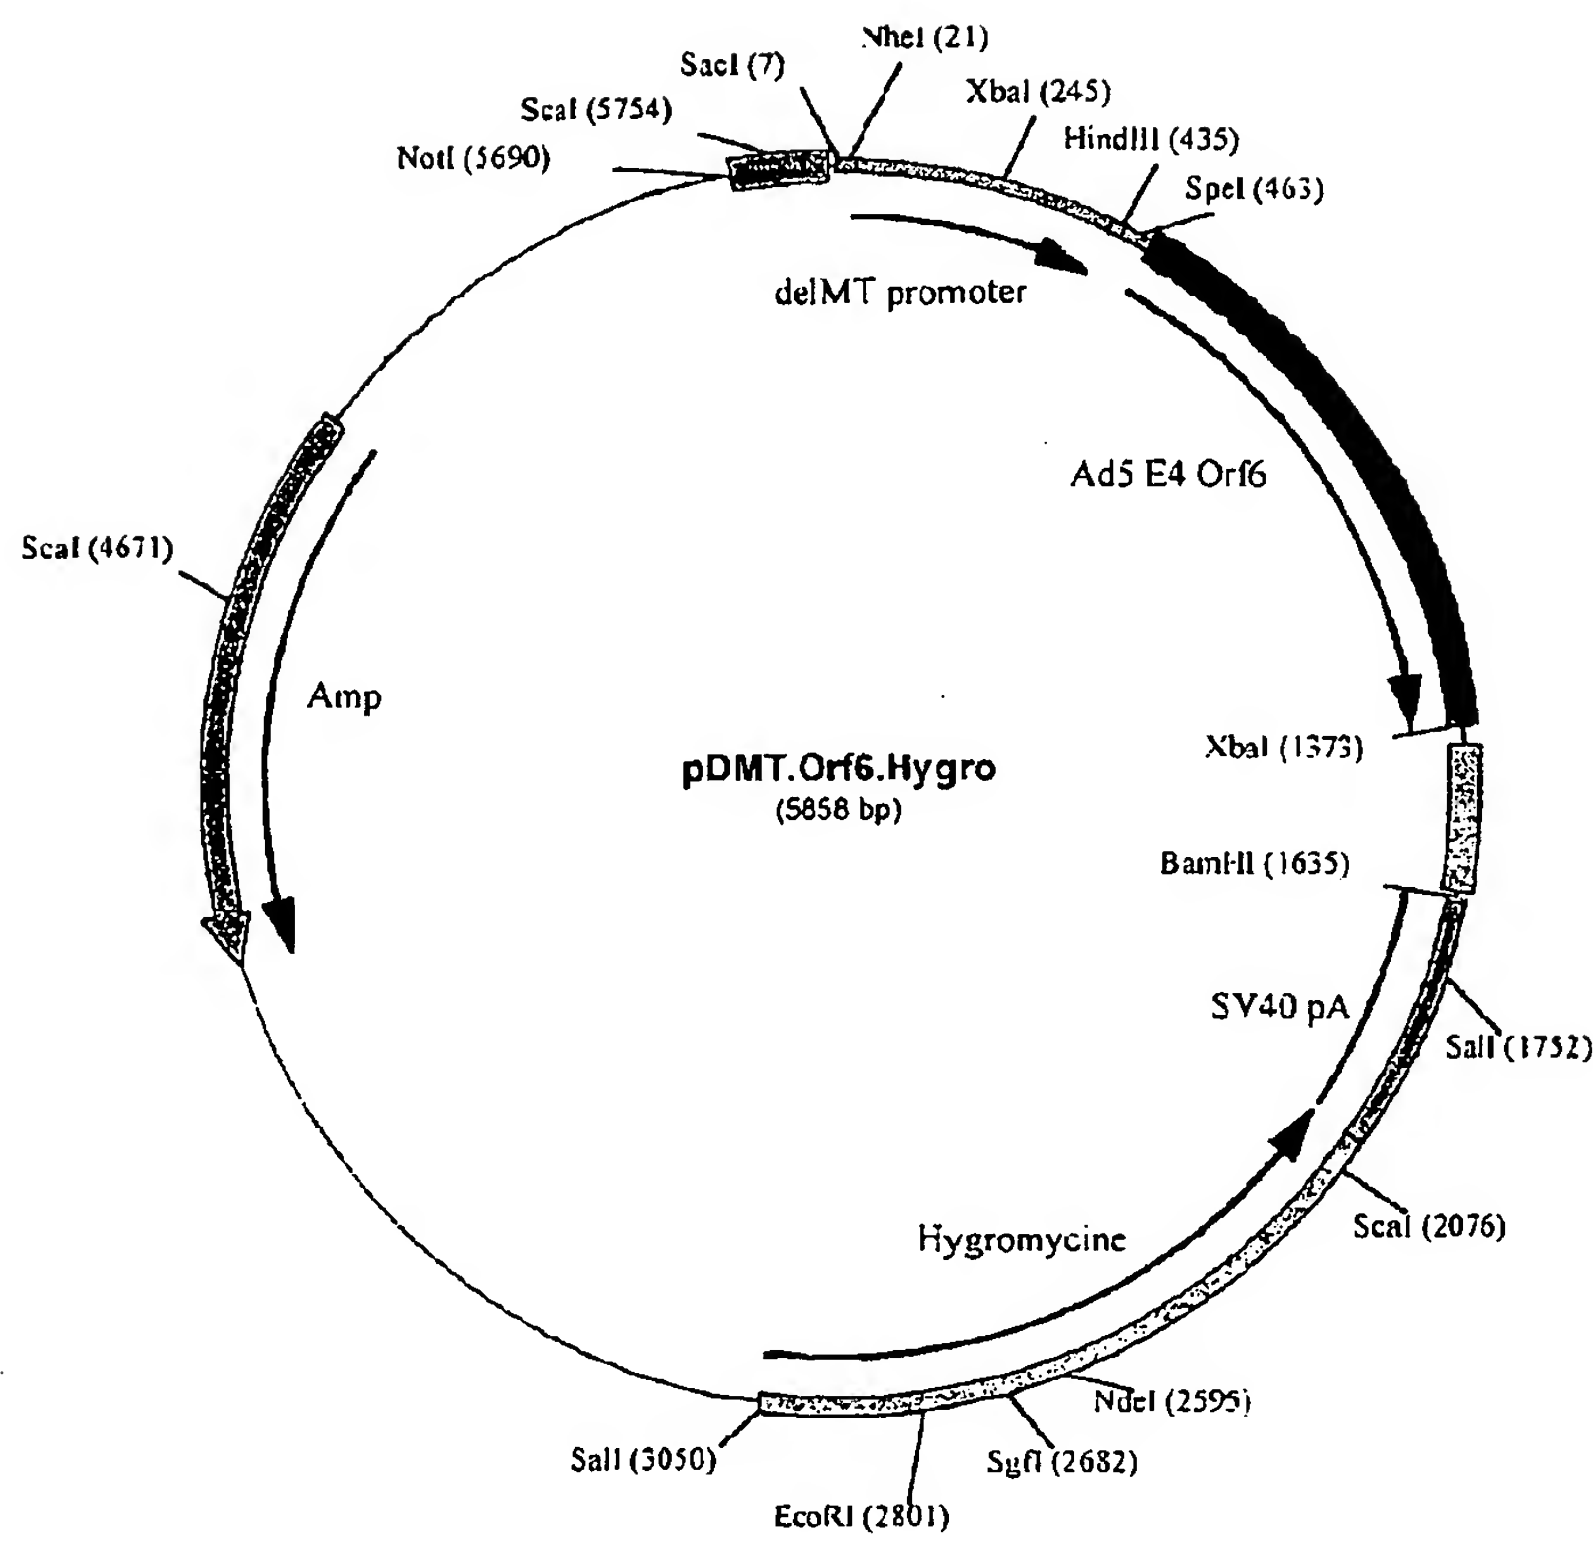 NheI (21)
SacI (7)
XbaI (245)
ScaI (5754)
HindIII (435)
NotI (5690)
SpeI (463)
delMT promoter
Ad5 E4 Orf6
ScaI (4671)
Amp
XbaI (1373)
pDMT.Orf6.Hygro
(5858 bp)
BamHI (1635)
SV40 pA
SalI (1752)
ScaI (2076)
Hygromycine
NdeI (2595)
SalI (3050)
SgfI (2682)
EcoRI (2801)